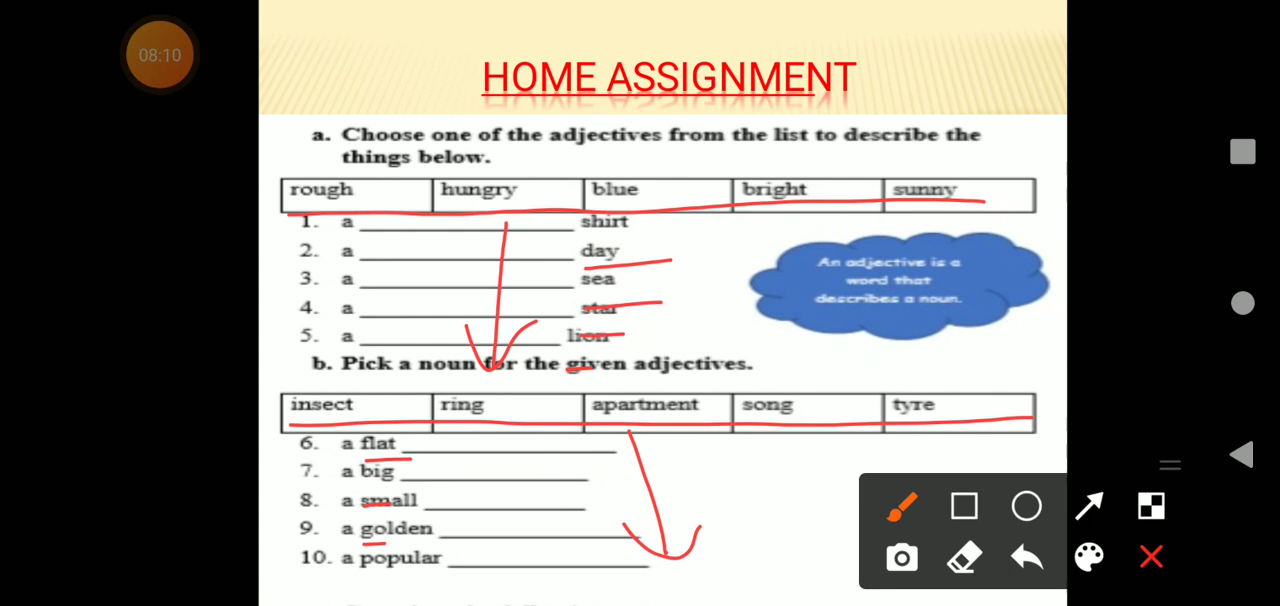 08:10
HOME ASSIGNMENT
a. Choose one of the adjectives from the list to describe the
things below.
rough hungry blue bright sunny
1. a ____________ shirt
2. a ____________ day
3. a ____________ sea
4. a ____________ star
5. a ____________ lion
An adjective is a
word that
describes a noun.
b. Pick a noun for the given adjectives.
insect ring apartment song tyre
6. a flat ____________
7. a big ____________
8. a small ____________
9. a golden ____________
10. a popular ____________